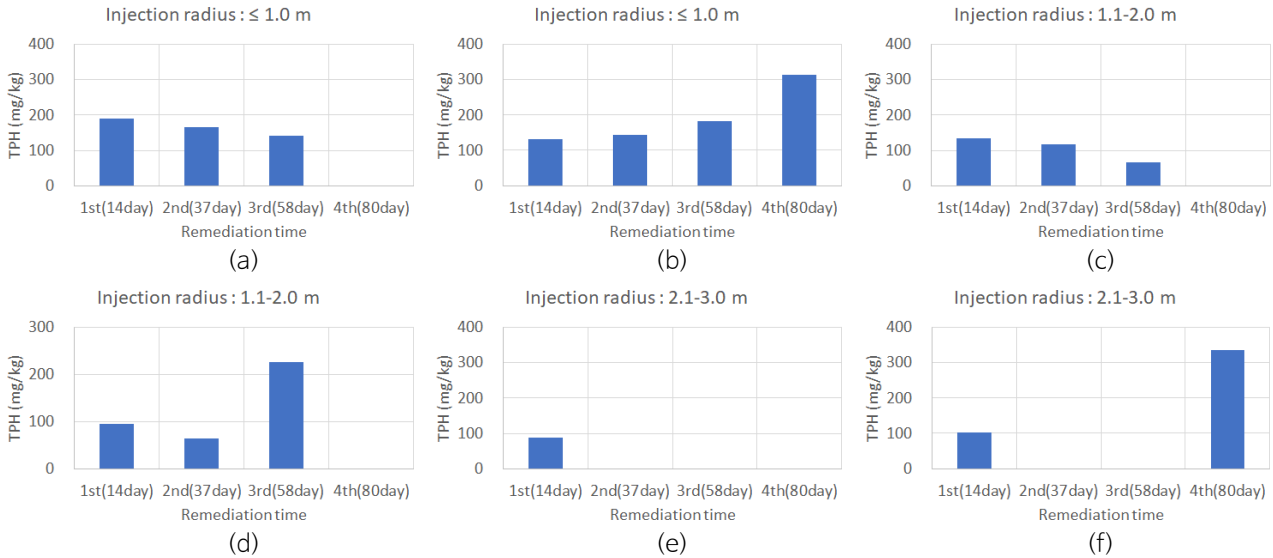 Injection radius : ≤ 1.0 m
400
300
200
100
0
TPH (mg/kg)
1st(14day) 2nd(37day) 3rd(58day) 4th(80day)
Remediation time
(a)
Injection radius : ≤ 1.0 m
400
300
200
100
0
TPH (mg/kg)
1st(14day) 2nd(37day) 3rd(58day) 4th(80day)
Remediation time
(b)
Injection radius : 1.1-2.0 m
400
300
200
100
0
TPH (mg/kg)
1st(14day) 2nd(37day) 3rd(58day) 4th(80day)
Remediation time
(c)
Injection radius : 1.1-2.0 m
300
200
100
0
TPH (mg/kg)
1st(14day) 2nd(37day) 3rd(58day) 4th(80day)
Remediation time
(d)
Injection radius : 2.1-3.0 m
400
300
200
100
0
TPH (mg/kg)
1st(14day) 2nd(37day) 3rd(58day) 4th(80day)
Remediation time
(e)
Injection radius : 2.1-3.0 m
400
300
200
100
0
TPH (mg/kg)
1st(14day) 2nd(37day) 3rd(58day) 4th(80day)
Remediation time
(f)